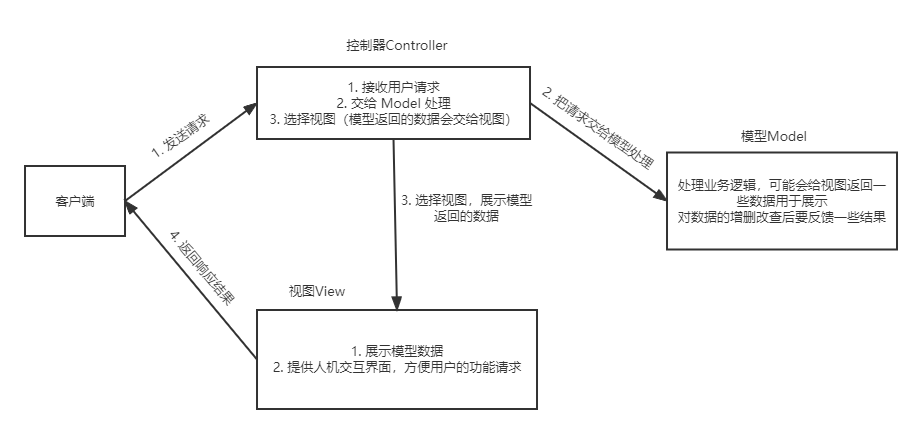 控制器Controller
1. 接收用户请求
2. 交给 Model 处理
3. 选择视图（模型返回的数据会交给视图）
1. 发送请求
2. 把请求交给模型处理
模型Model
处理业务逻辑，可能会给视图返回一
些数据用于展示
对数据的增删改查后要反馈一些结果
客户端
3. 选择视图，展示模型
返回的数据
4. 返回响应结果
视图View
1. 展示模型数据
2. 提供人机交互界面，方便用户的功能请求